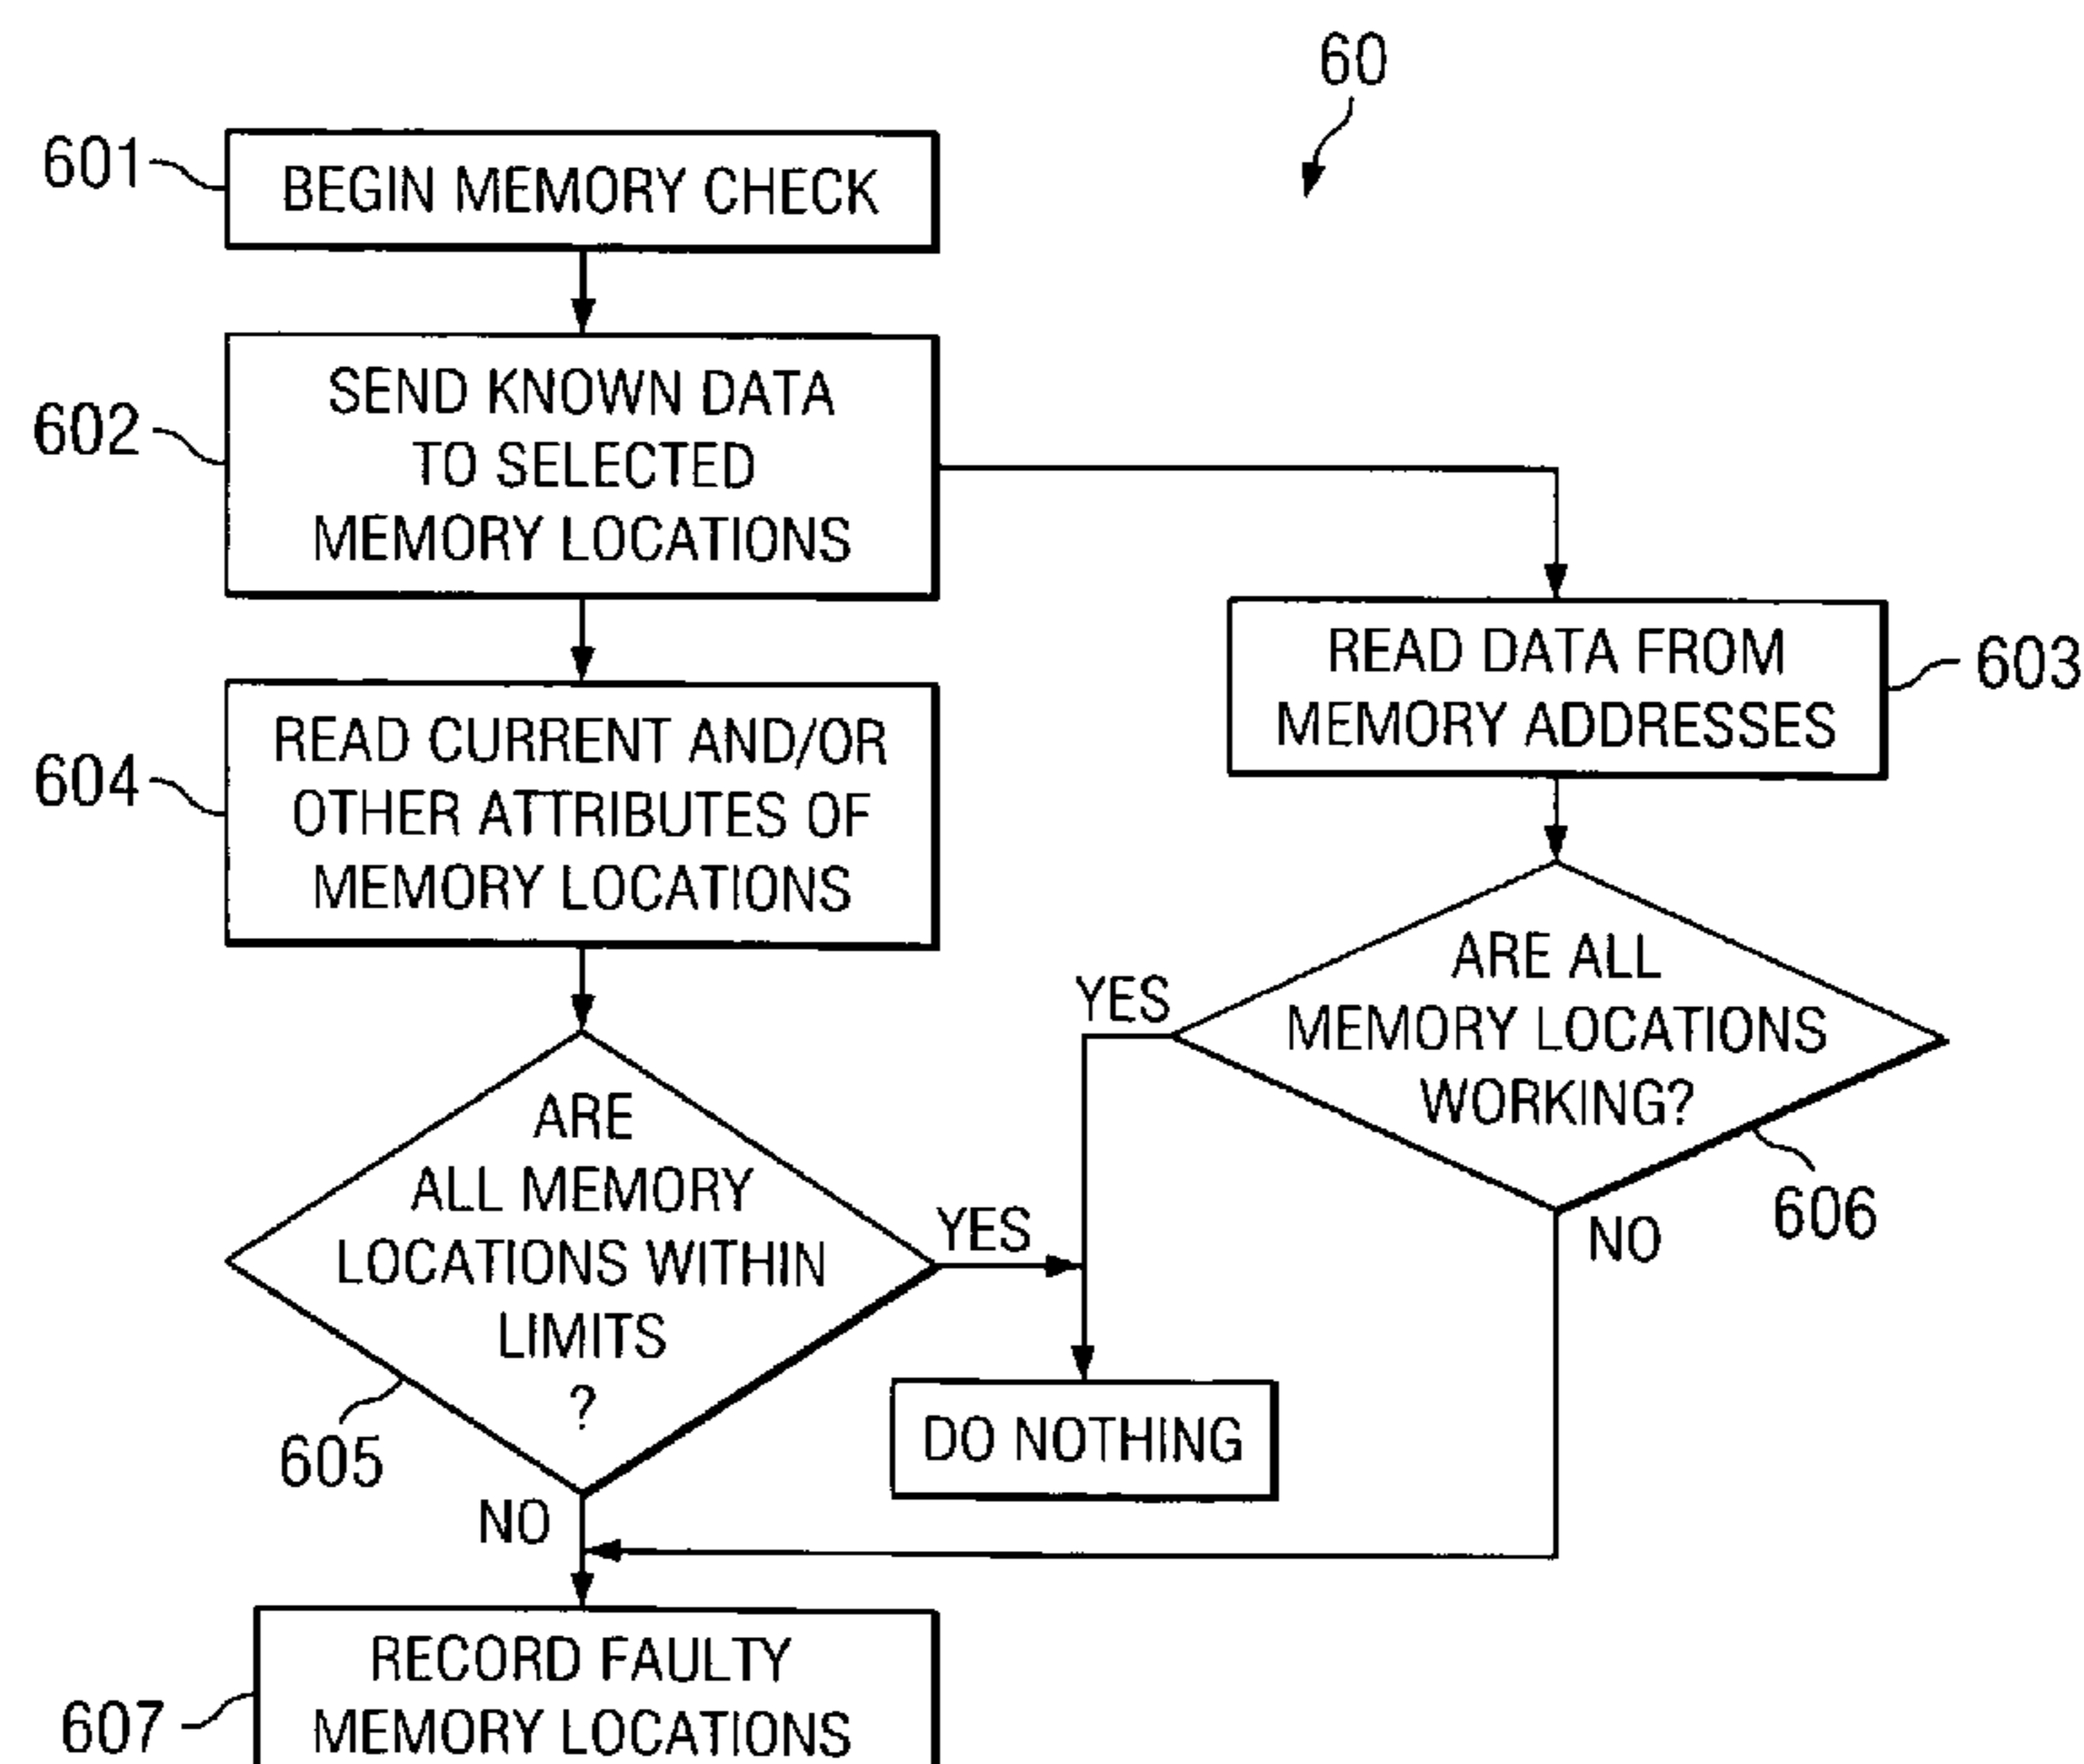 60
601
BEGIN MEMORY CHECK
602
SEND KNOWN DATA
TO SELECTED
MEMORY LOCATIONS
603
READ DATA FROM
MEMORY ADDRESSES
604
READ CURRENT AND/OR
OTHER ATTRIBUTES OF
MEMORY LOCATIONS
ARE ALL
MEMORY LOCATIONS
WORKING?
606
YES
NO
ARE
ALL MEMORY
LOCATIONS WITHIN
LIMITS
?
605
YES
NO
DO NOTHING
607
RECORD FAULTY
MEMORY LOCATIONS